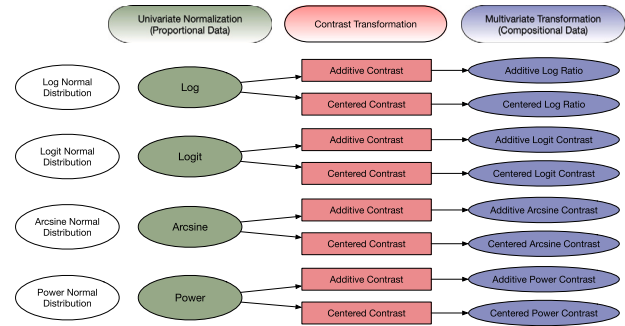 Univariate Normalization
(Proportional Data)
Contrast Transformation
Multivariate Transformation
(Compositional Data)
Log Normal
Distribution
Log
Additive Contrast
Additive Log Ratio
Centered Contrast
Centered Log Ratio
Logit Normal
Distribution
Logit
Additive Contrast
Additive Logit Contrast
Centered Contrast
Centered Logit Contrast
Arcsine Normal
Distribution
Arcsine
Additive Contrast
Additive Arcsine Contrast
Centered Contrast
Centered Arcsine Contrast
Power Normal
Distribution
Power
Additive Contrast
Additive Power Contrast
Centered Contrast
Centered Power Contrast